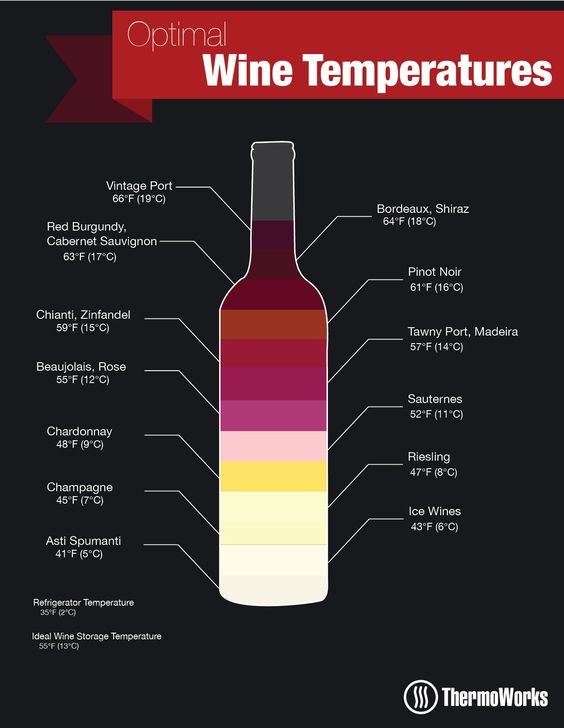 Optimal
Wine Temperatures
Vintage Port
66°F (19°C)
Bordeaux, Shiraz
64°F (18°C)
Red Burgundy,
Cabernet Sauvignon
63°F (17°C)
Pinot Noir
61°F (16°C)
Chianti, Zinfandel
59°F (15°C)
Tawny Port, Madeira
57°F (14°C)
Beaujolais, Rose
55°F (12°C)
Sauternes
52°F (11°C)
Chardonnay
48°F (9°C)
Riesling
47°F (8°C)
Champagne
45°F (7°C)
Ice Wines
43°F (6°C)
Asti Spumanti
41°F (5°C)
Refrigerator Temperature
35°F (2°C)
Ideal Wine Storage Temperature
55°F (13°C)
ThermoWorks